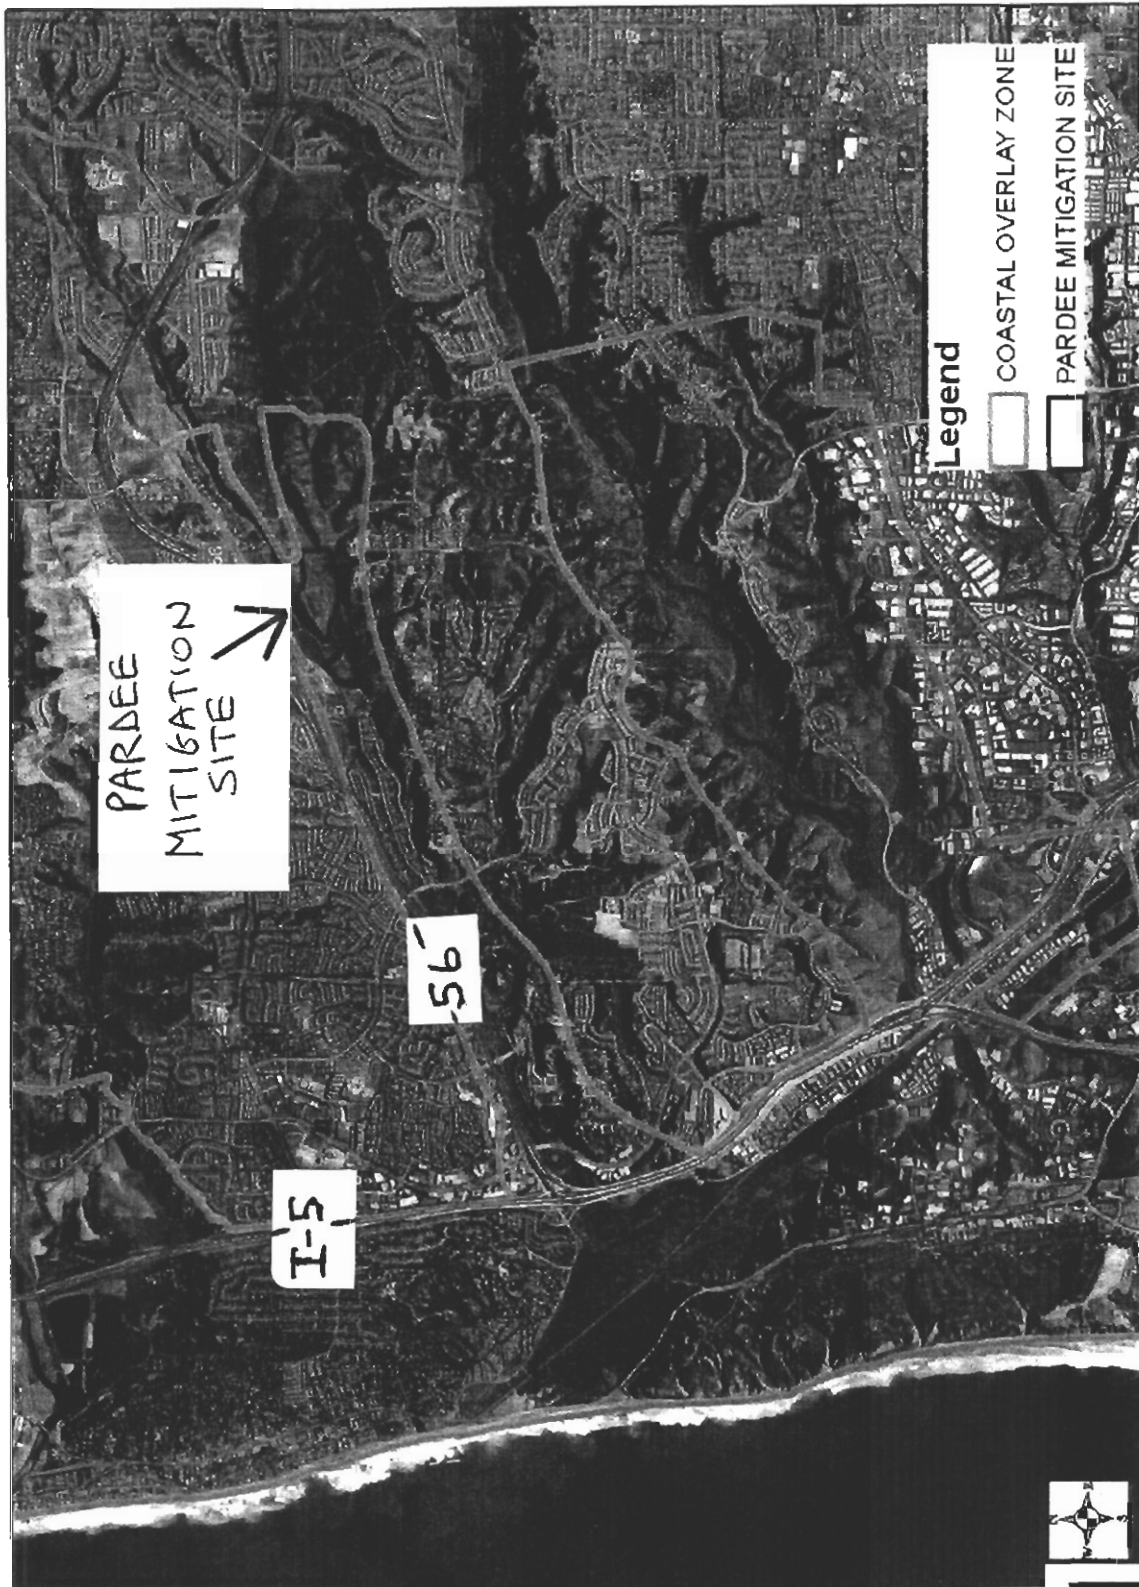 PARDEE
MITIGATION
SITE
56
I-5
Legend
COASTAL OVERLAY ZONE
PARDEE MITIGATION SITE